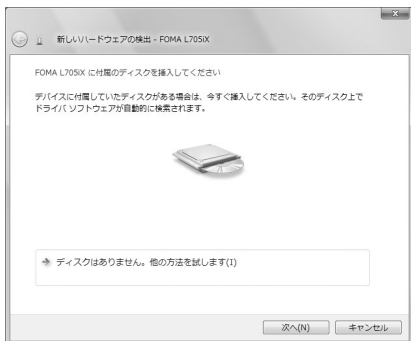 新しいハードウェアの検出 - FOMA L705iX
FOMA L705iX に付属のディスクを挿入してください
デバイスに付属していたディスクがある場合は、今すぐ挿入してください。そのディスク上で
ドライバ ソフトウェアが自動的に検索されます。
ディスクはありません。他の方法を試します(I)
次へ(N)
キャンセル